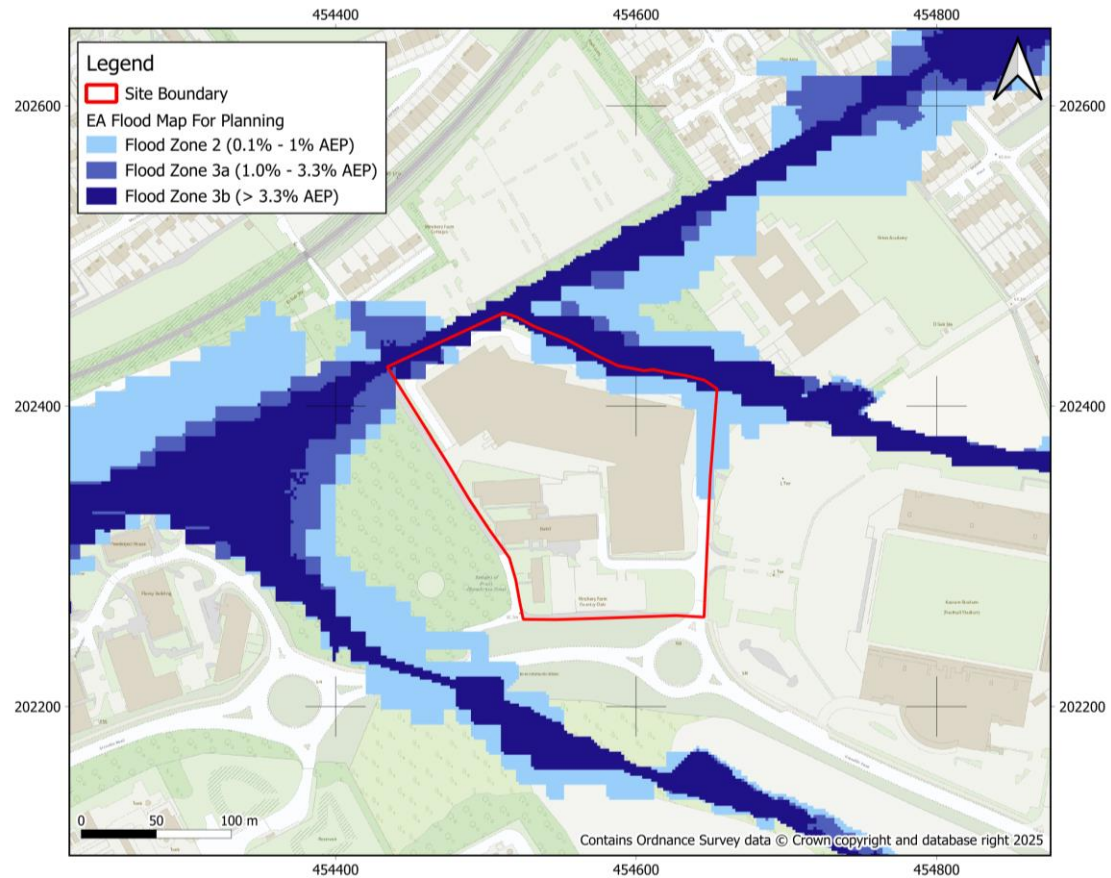 454400 454600 454800
Legend
Site Boundary
EA Flood Map For Planning
Flood Zone 2 (0.1% - 1% AEP)
Flood Zone 3a (1.0% - 3.3% AEP)
Flood Zone 3b (> 3.3% AEP)
202600 202600
202400 202400
202200 202200
0 50 100 m
Contains Ordnance Survey data © Crown copyright and database right 2025
454400 454600 454800